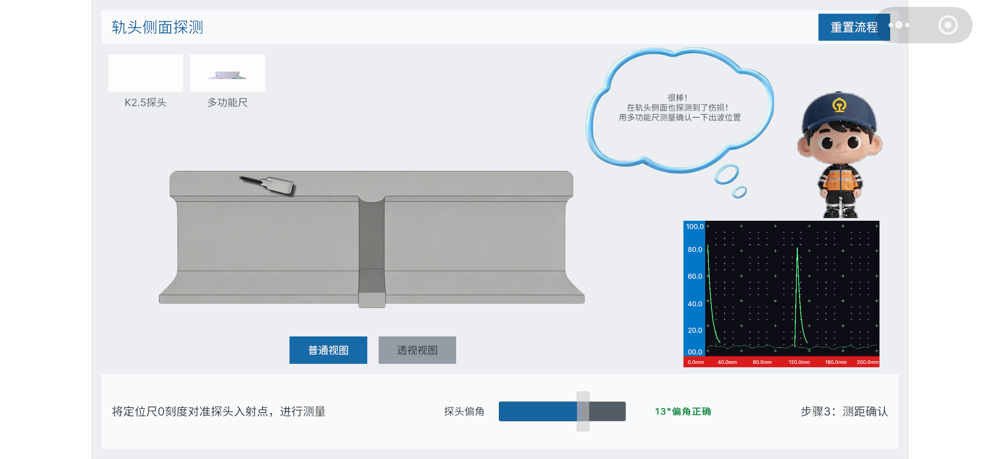 轨头侧面探测
重置流程
K2.5探头
多功能尺
很棒！
在轨头侧面也探测到了伤损！
用多功能尺测量确认一下出波位置
100.0
80.0
60.0
40.0
20.0
00.0
0.0mm 40.0mm 80.0mm 120.0mm 160.0mm 200.0mm
普通视图
透视视图
将定位尺0刻度对准探头入射点，进行测量
探头偏角
13°偏角正确
步骤3：测距确认